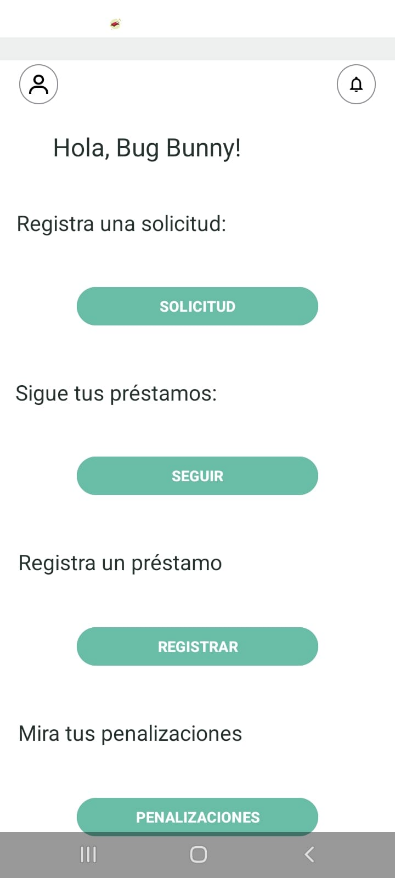 Hola, Bug Bunny!
Registra una solicitud:
SOLICITUD
Sigue tus préstamos:
SEGUIR
Registra un préstamo
REGISTRAR
Mira tus penalizaciones
PENALIZACIONES